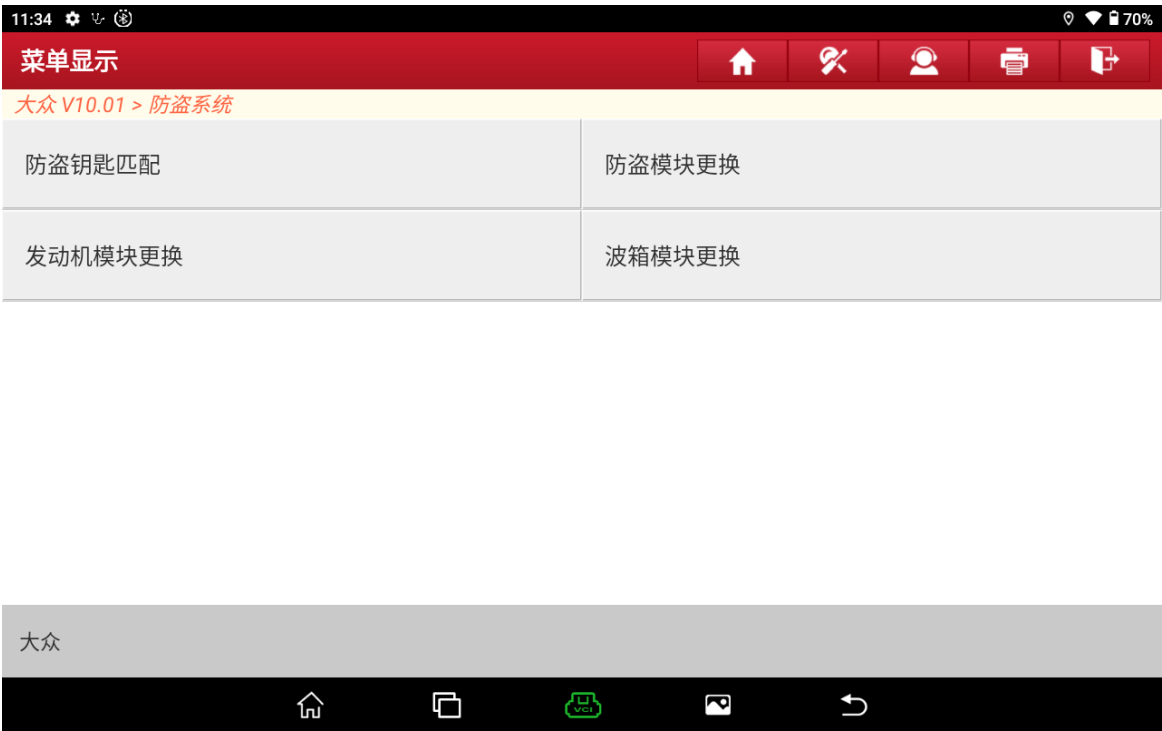 11:34 70%
菜单显示
大众 V10.01 > 防盗系统
防盗钥匙匹配 防盗模块更换
发动机模块更换 波箱模块更换
大众
VCI